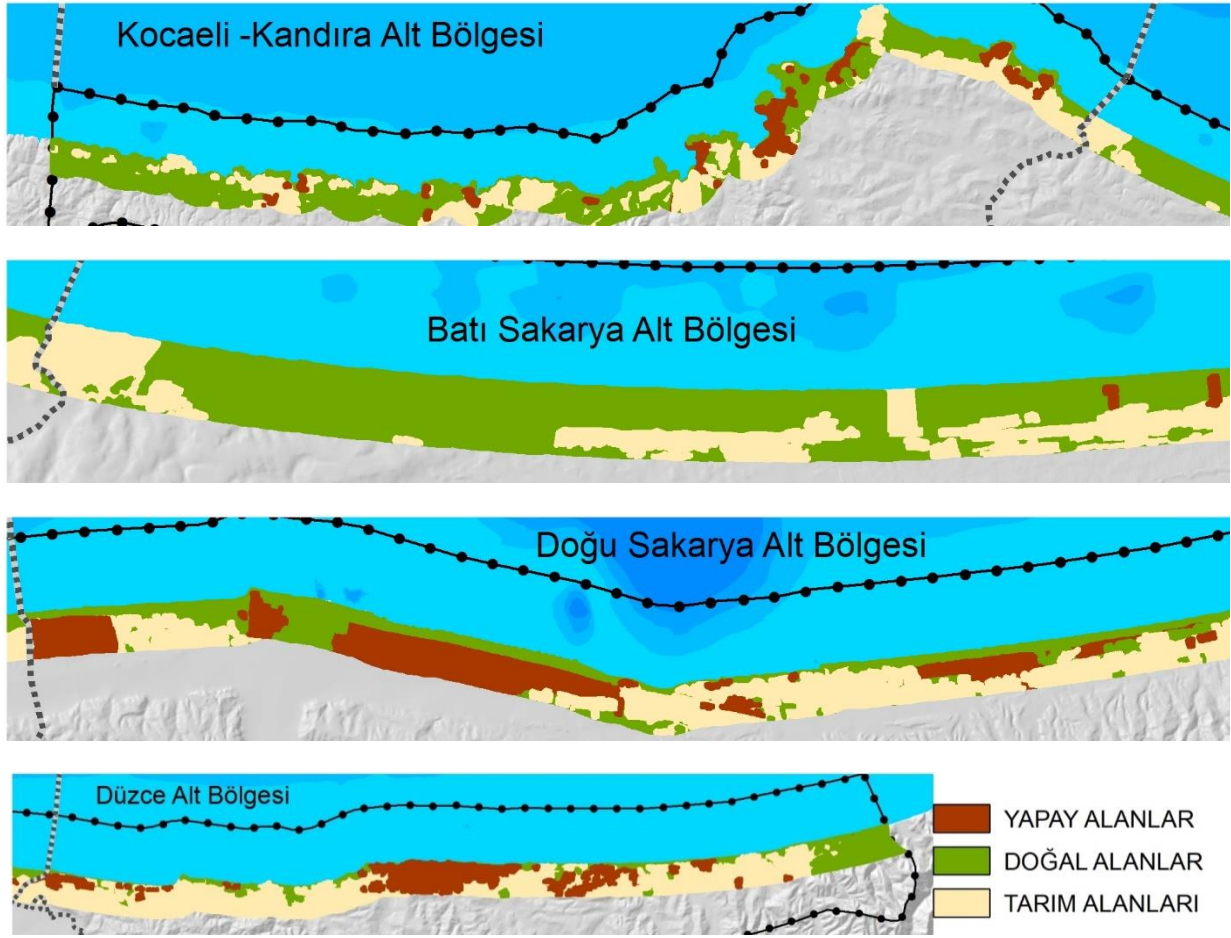 Kocaeli -Kandıra Alt Bölgesi
Batı Sakarya Alt Bölgesi
Doğu Sakarya Alt Bölgesi
Düzce Alt Bölgesi
YAPAY ALANLAR
DOĞAL ALANLAR
TARIM ALANLARI